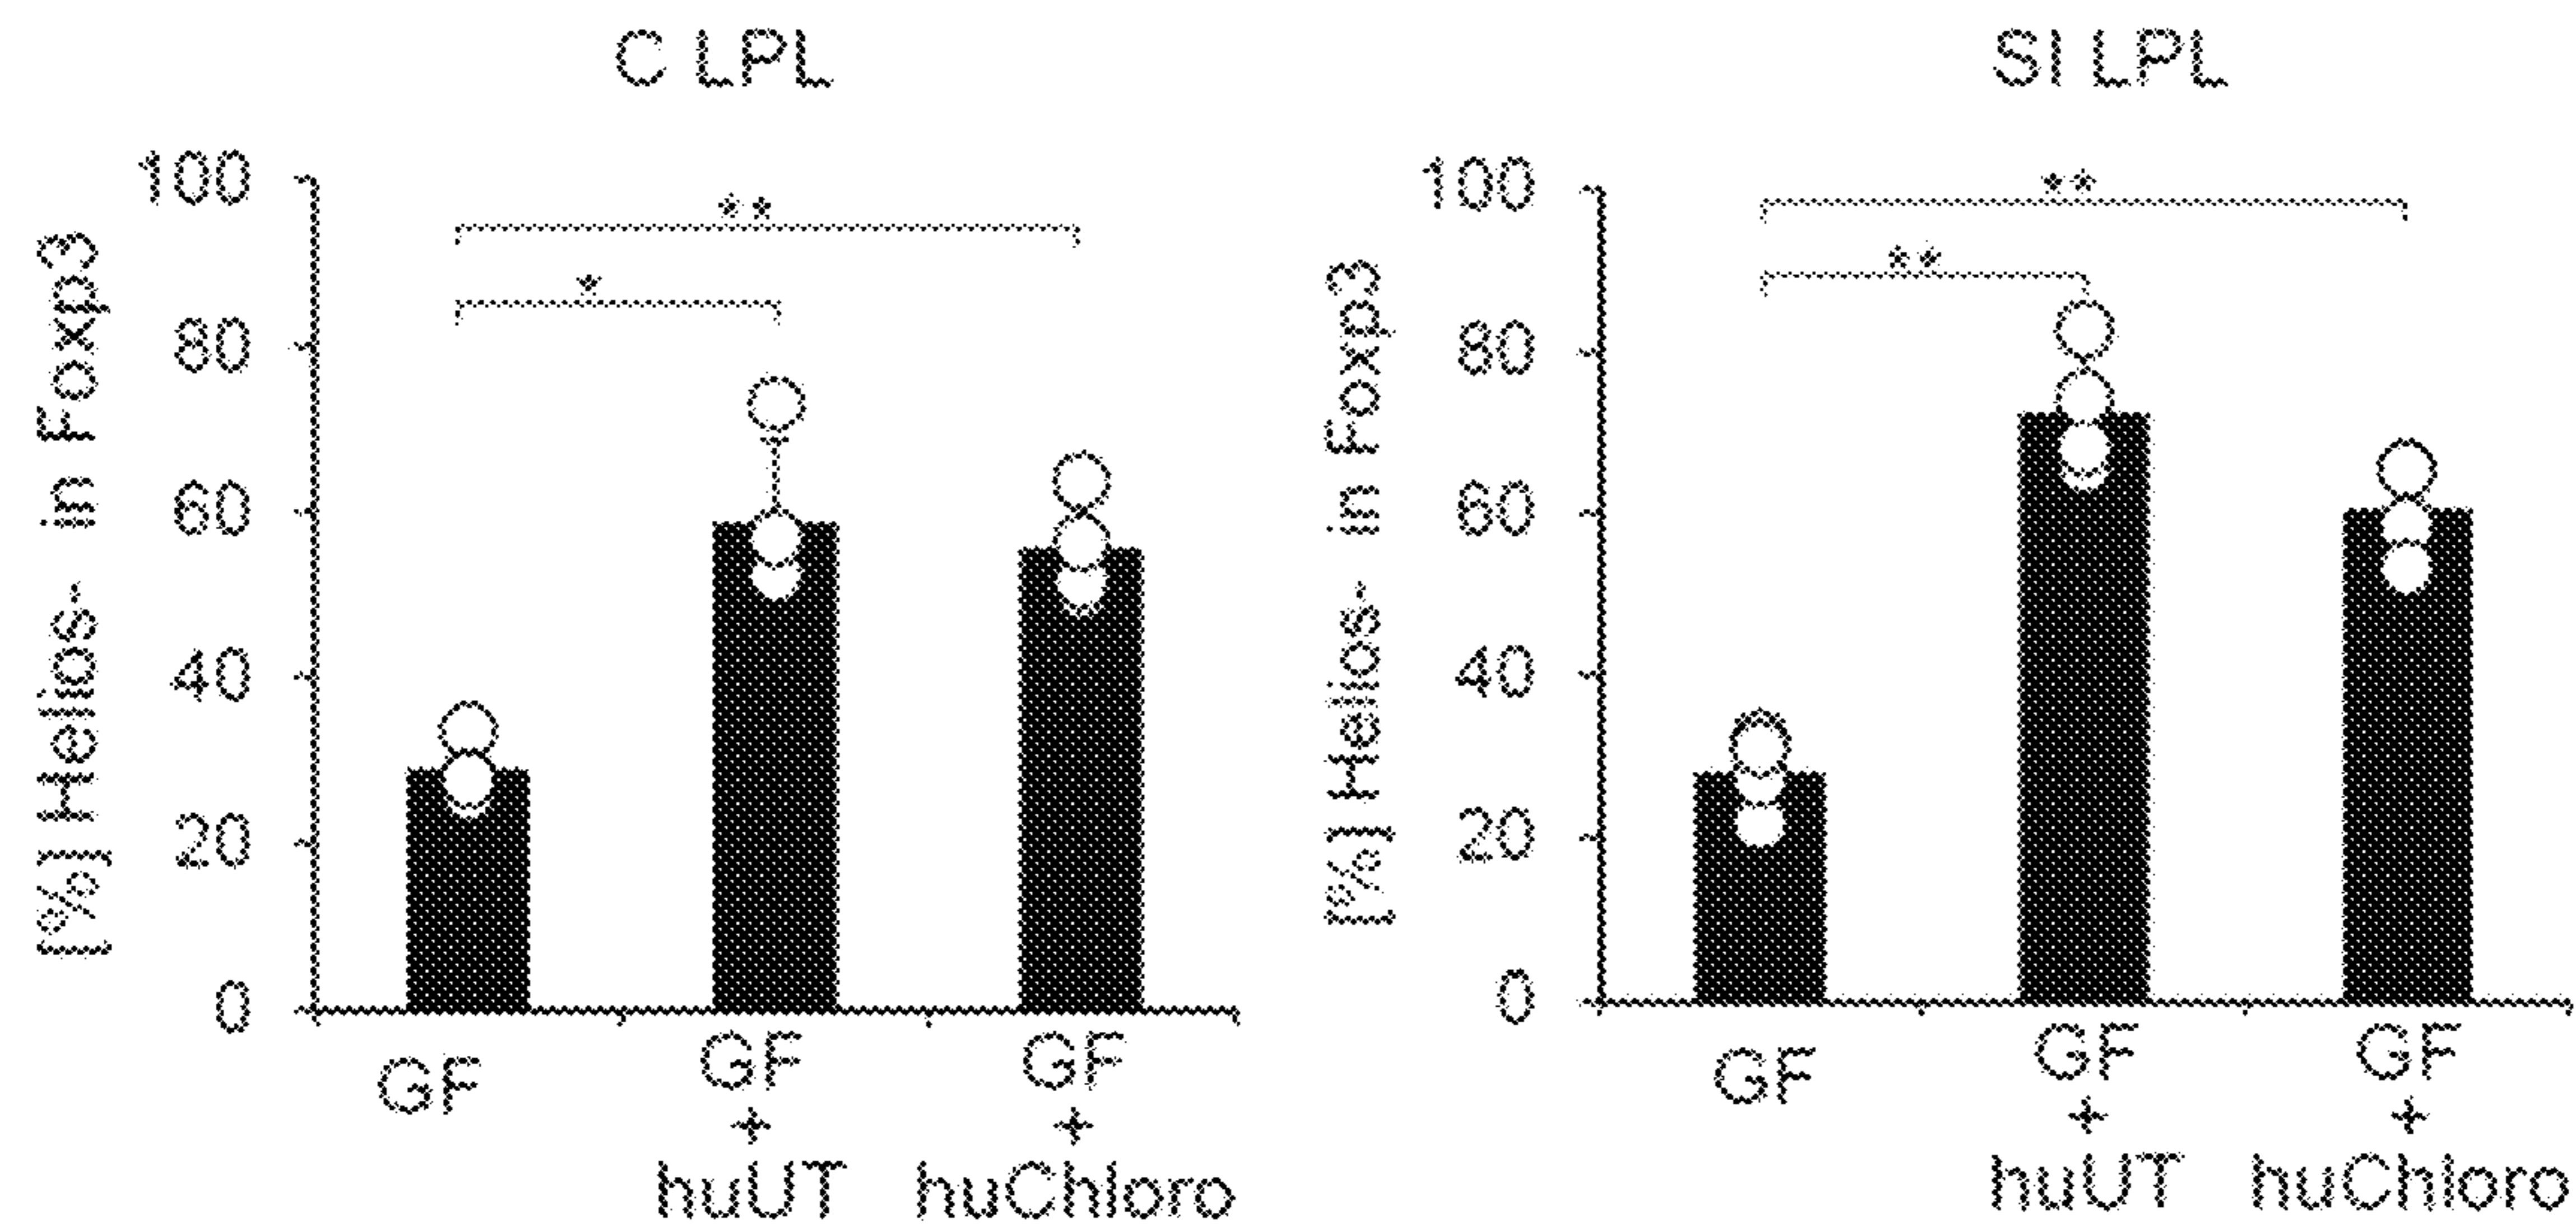 C LPL
[%] Helios- in Foxp3
100
80
60
40
20
0
**
*
GF
GF
+
huUT
GF
+
huChloro
SI LPL
[%] Helios- in Foxp3
100
80
60
40
20
0
**
**
GF
GF
+
huUT
GF
+
huChloro